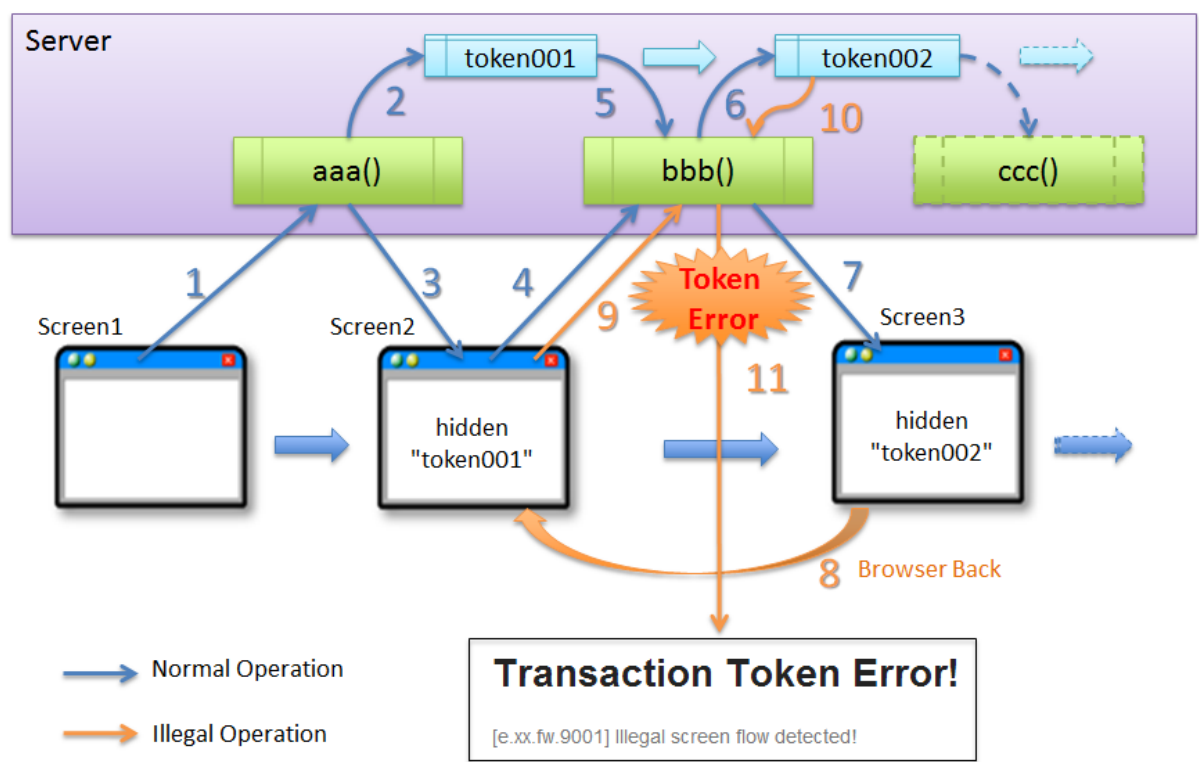 Server
token001
token002
2
5
6
10
aaa()
bbb()
ccc()
1
3
4
9
Token
Error
7
Screen1
Screen2
Screen3
11
hidden
"token001"
hidden
"token002"
8
Browser Back
Normal Operation
Illegal Operation
Transaction Token Error!
[e.xx.fw.9001] Illegal screen flow detected!